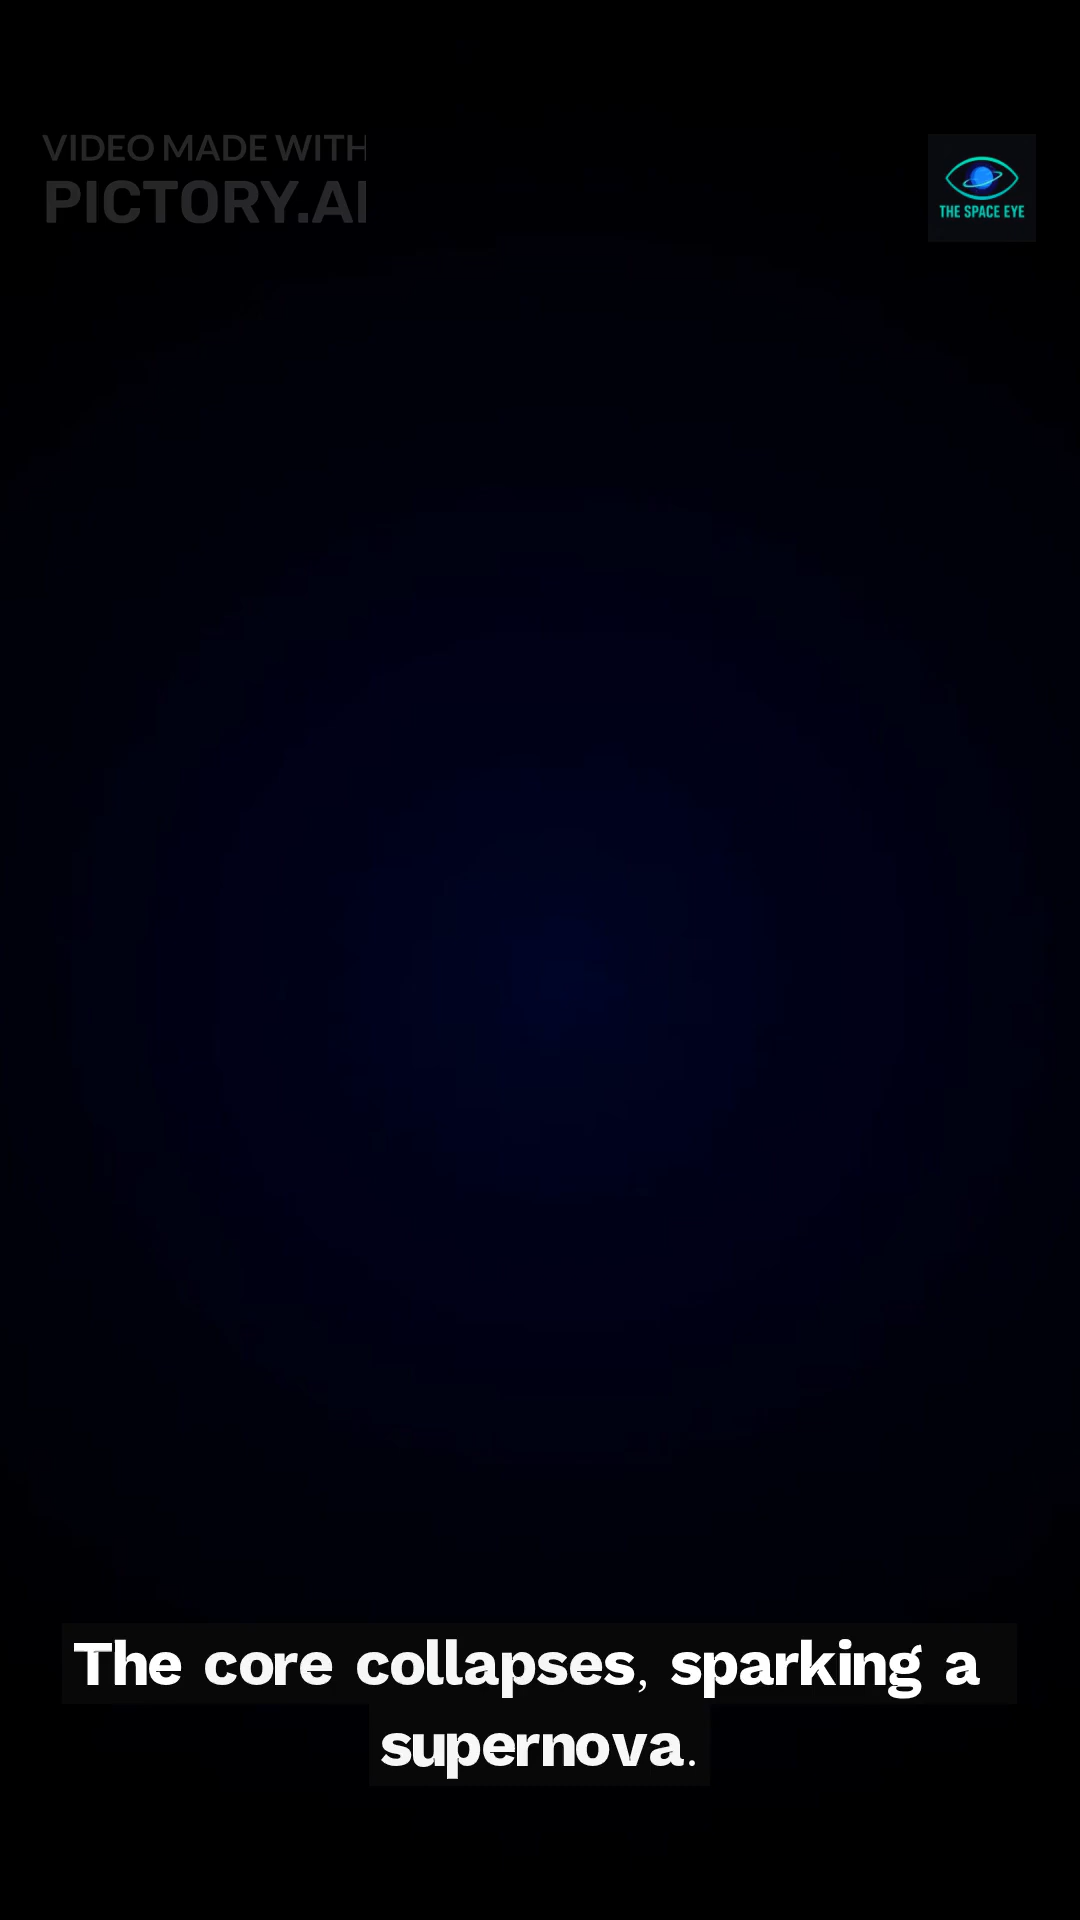 VIDEO MADE WITH
PICTORY.AI
THE SPACE EYE
The core collapses, sparking a
supernova.